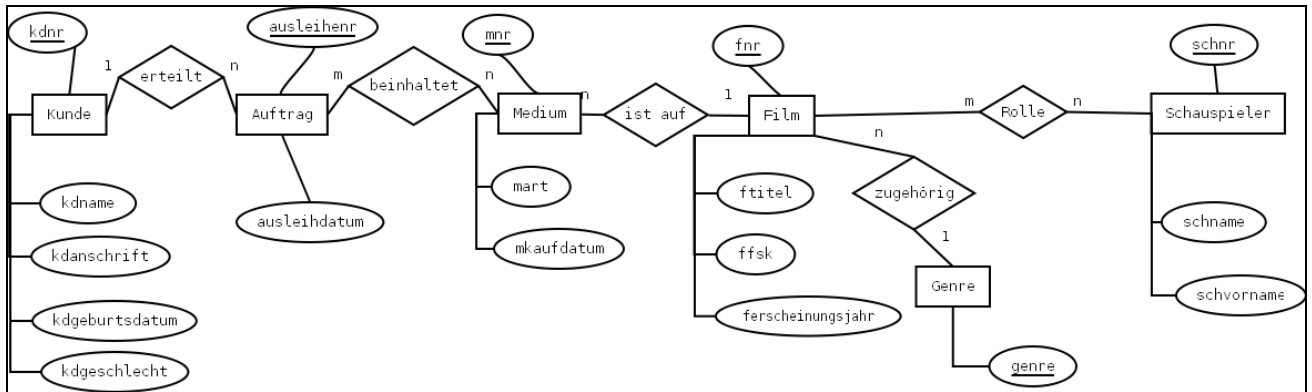 kdnr
ausleihenr
mnr
fnr
schnr
1
erteilt
n
m
beinhaltet
n
n
ist auf
1
m
Rolle
n
Kunde
Auftrag
Medium
Film
Schauspieler
n
zugehörig
1
mart
ftitel
kdname
ausleihdatum
schname
mkaufdatum
ffsk
kdanschrift
Genre
schvorname
kdgeburtsdatum
ferscheinungsjahr
kdgeschlecht
genre